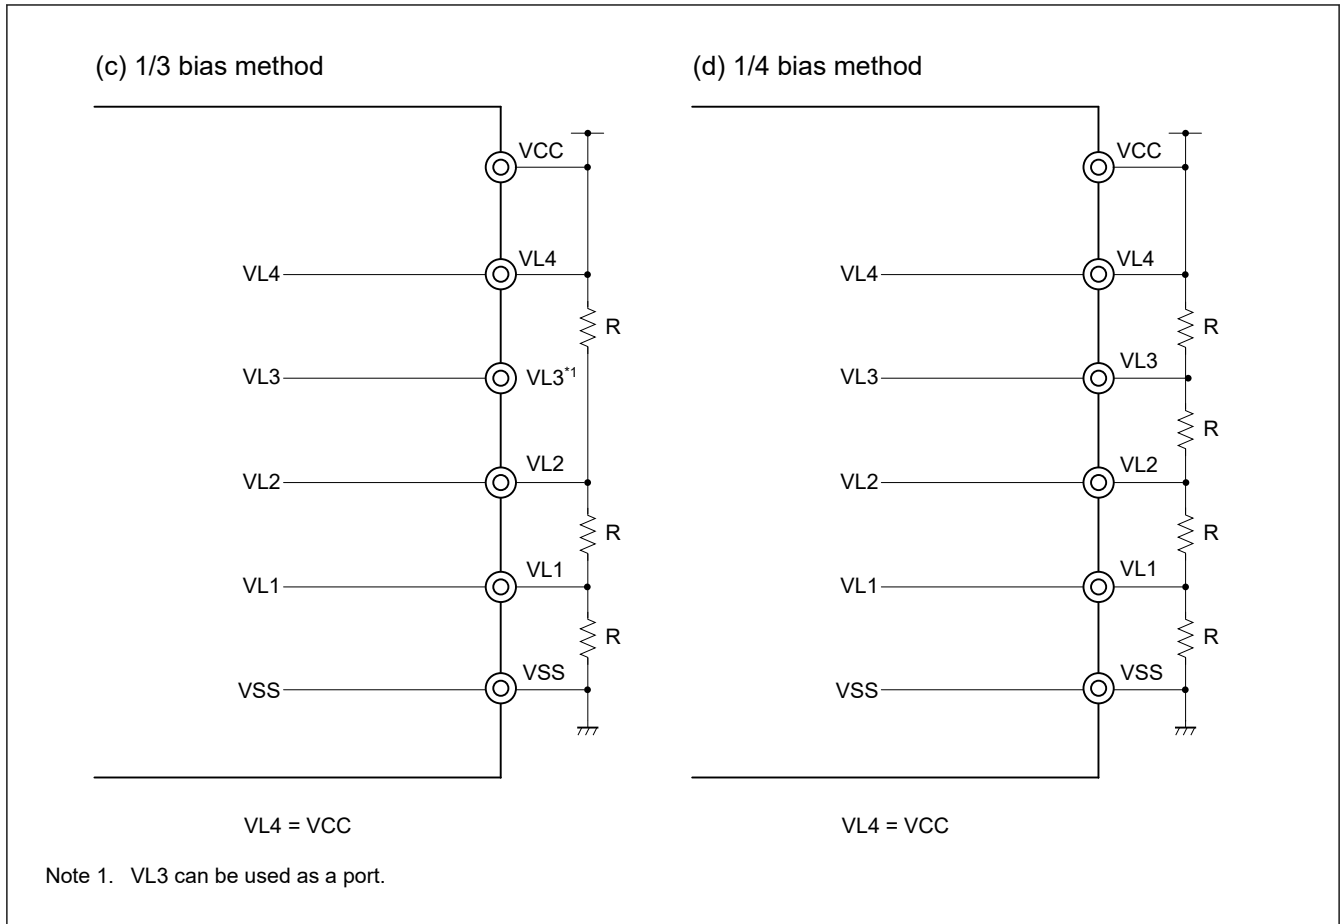 (c) 1/3 bias method
VCC
VL4 VL4
R
VL3 VL3*1
VL2 VL2
R
VL1 VL1
R
VSS VSS
VL4 = VCC
(d) 1/4 bias method
VCC
VL4 VL4
R
VL3 VL3
R
VL2 VL2
R
VL1 VL1
R
VSS VSS
VL4 = VCC
Note 1. VL3 can be used as a port.